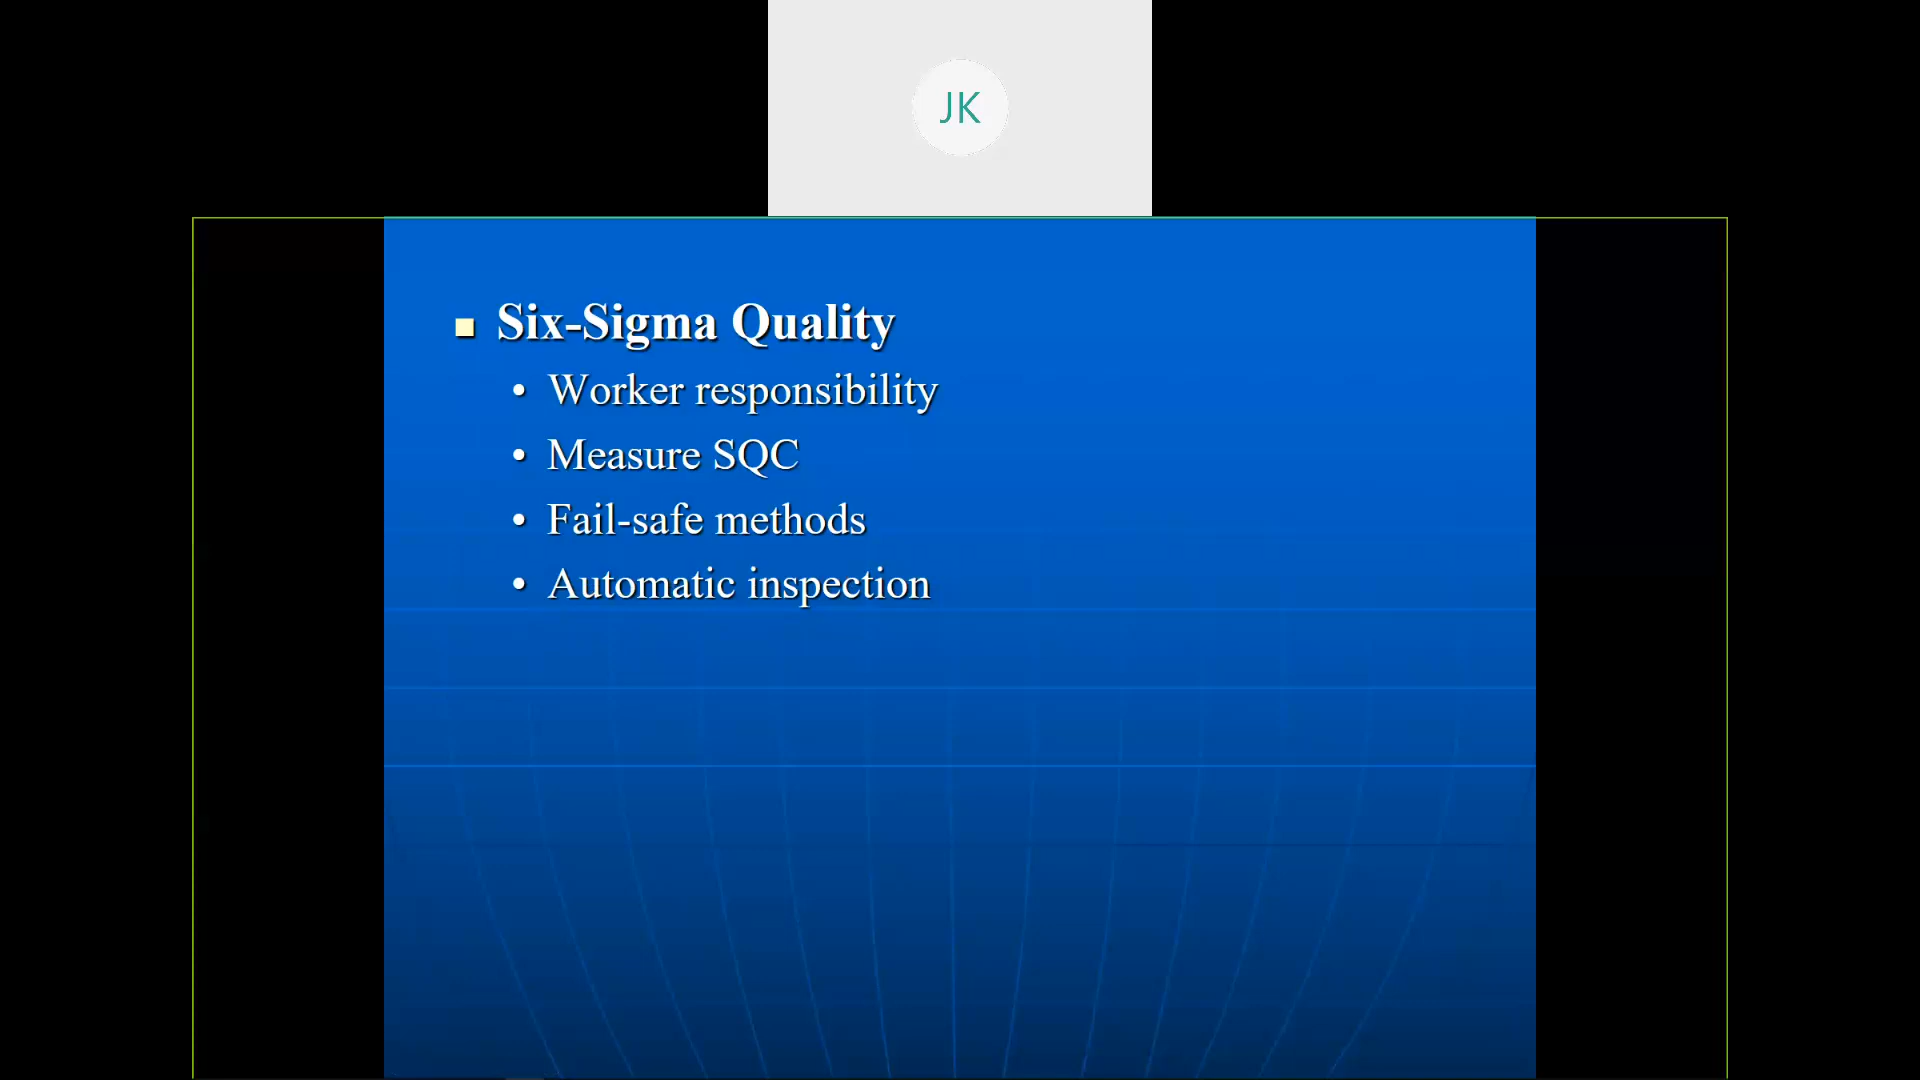 JK
Six-Sigma Quality
Worker responsibility
Measure SQC
Fail-safe methods
Automatic inspection